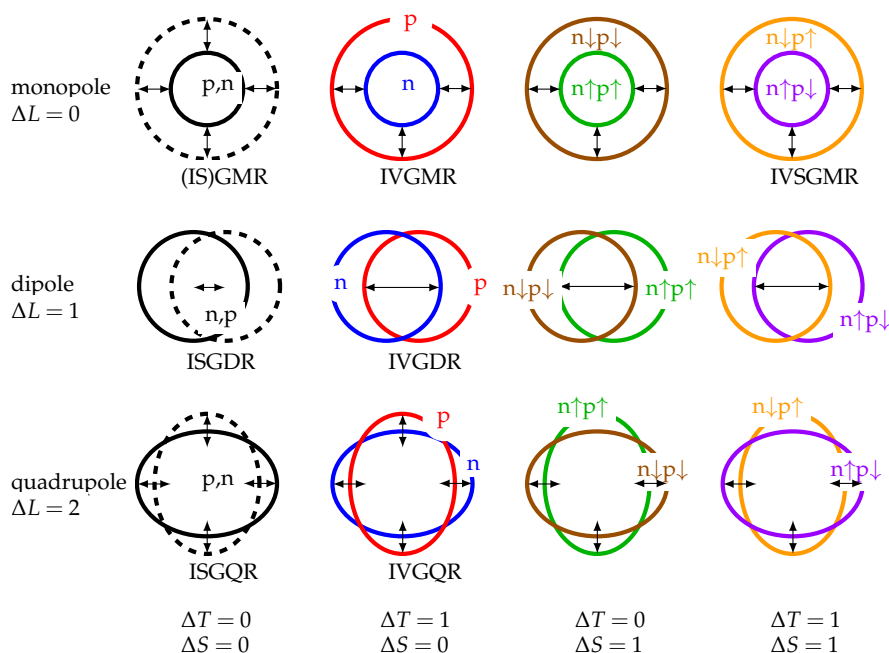 p
n↓p↓
n↓p↑
monopole
ΔL = 0
p,n
n
n↑p↑
n↑p↓
(IS)GMR
IVGMR
IVSGMR
dipole
ΔL = 1
n
p
n↓p↓
n↑p↑
n↓p↑
n↑p↓
n,p
ISGDR
IVGDR
n↑p↑
n↓p↑
p
quadrupole
ΔL = 2
p,n
n
n↓p↓
n↑p↓
ISGQR
IVGQR
ΔT = 0
ΔS = 0
ΔT = 1
ΔS = 0
ΔT = 0
ΔS = 1
ΔT = 1
ΔS = 1